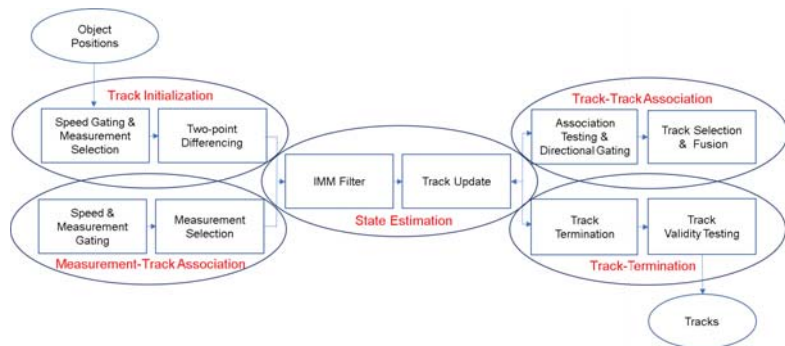 Object
Positions
Track Initialization
Speed Gating &
Measurement
Selection
Two-point
Differencing
Speed &
Measurement
Gating
Measurement
Selection
Measurement-Track Association
IMM Filter
Track Update
State Estimation
Track-Track Association
Association
Testing &
Directional Gating
Track Selection
& Fusion
Track
Termination
Track
Validity Testing
Track-Termination
Tracks